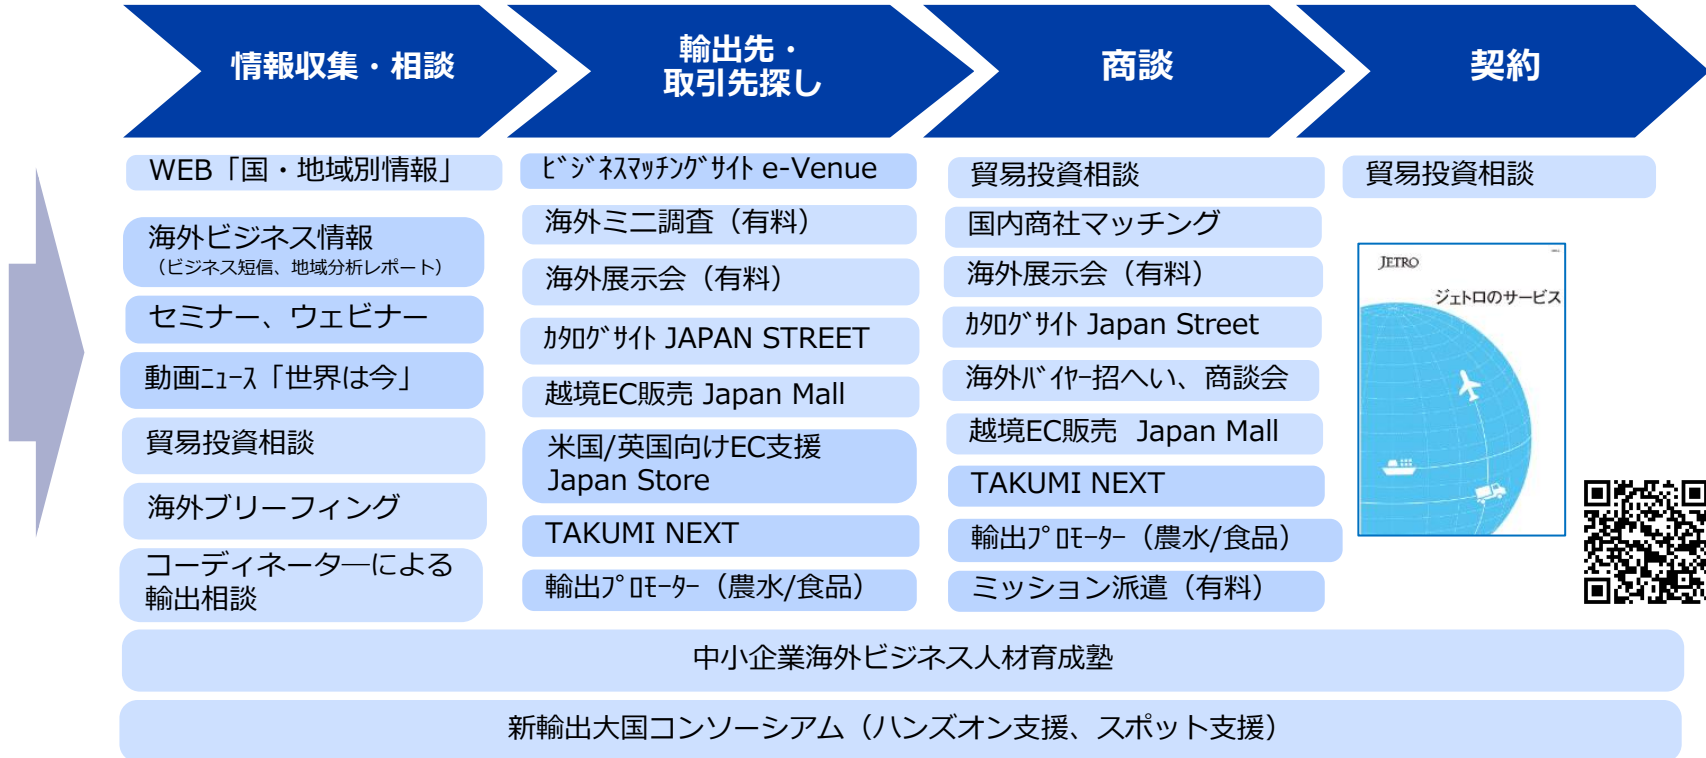 情報収集・相談
輸出先・
取引先探し
商談
契約
WEB「国・地域別情報」
海外ビジネス情報
（ビジネス短信、地域分析レポート）
セミナー、ウェビナー
動画ﾆｭｰｽ「世界は今」
貿易投資相談
海外ブリーフィング
コーディネータ―による
輸出相談
ﾋﾞｼﾞﾈｽﾏｯﾁﾝｸﾞｻｲﾄ e-Venue
海外ミニ調査（有料）
海外展示会（有料）
ｶﾀﾛｸﾞｻｲﾄ JAPAN STREET
越境EC販売 Japan Mall
米国/英国向けEC支援
Japan Store
TAKUMI NEXT
輸出ﾌﾟﾛﾓｰﾀｰ（農水/食品）
貿易投資相談
国内商社マッチング
海外展示会（有料）
ｶﾀﾛｸﾞｻｲﾄ Japan Street
海外ﾊﾞｲﾔｰ招へい、商談会
越境EC販売 Japan Mall
TAKUMI NEXT
輸出ﾌﾟﾛﾓｰﾀｰ（農水/食品）
ミッション派遣（有料）
貿易投資相談
JETRO
ジェトロのサービス
中小企業海外ビジネス人材育成塾
新輸出大国コンソーシアム（ハンズオン支援、スポット支援）